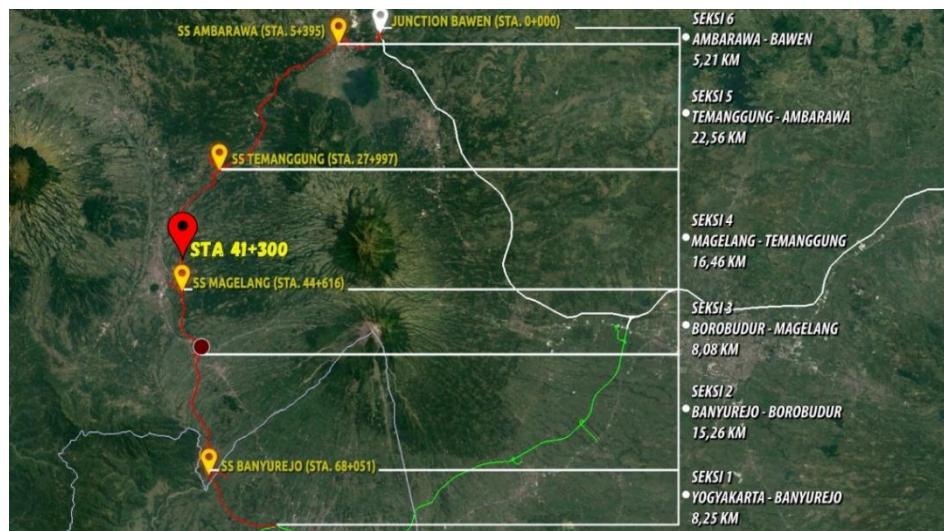 SS AMBARAWA (STA. 5+395)
JUNCTION BAWEN (STA. 0+000)
SS TEMANGGUNG (STA. 27+997)
STA 41+300
SS MAGELANG (STA. 44+616)
SS BANYUREJO (STA. 68+051)
SEKSI 6
AMBARAWA - BAWEN
5,21 KM
SEKSI 5
TEMANGGUNG - AMBARAWA
22,56 KM
SEKSI 4
MAGELANG - TEMANGGUNG
16,46 KM
SEKSI 3
BOROBUDUR - MAGELANG
8,08 KM
SEKSI 2
BANYUREJO - BOROBUDUR
15,26 KM
SEKSI 1
YOGYAKARTA - BANYUREJO
8,25 KM